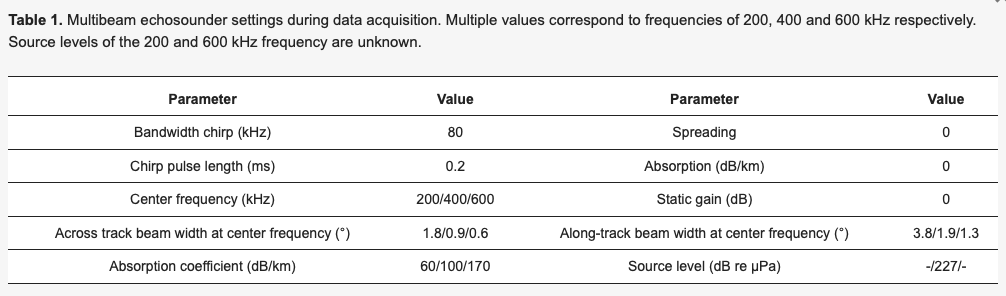 Table 1. Multibeam echosounder settings during data acquisition. Multiple values correspond to frequencies of 200, 400 and 600 kHz respectively.
Source levels of the 200 and 600 kHz frequency are unknown.
Parameter Value Parameter Value
Bandwidth chirp (kHz) 80 Spreading 0
Chirp pulse length (ms) 0.2 Absorption (dB/km) 0
Center frequency (kHz) 200/400/600 Static gain (dB) 0
Across track beam width at center frequency (°) 1.8/0.9/0.6 Along-track beam width at center frequency (°) 3.8/1.9/1.3
Absorption coefficient (dB/km) 60/100/170 Source level (dB re μPa) -/227/-